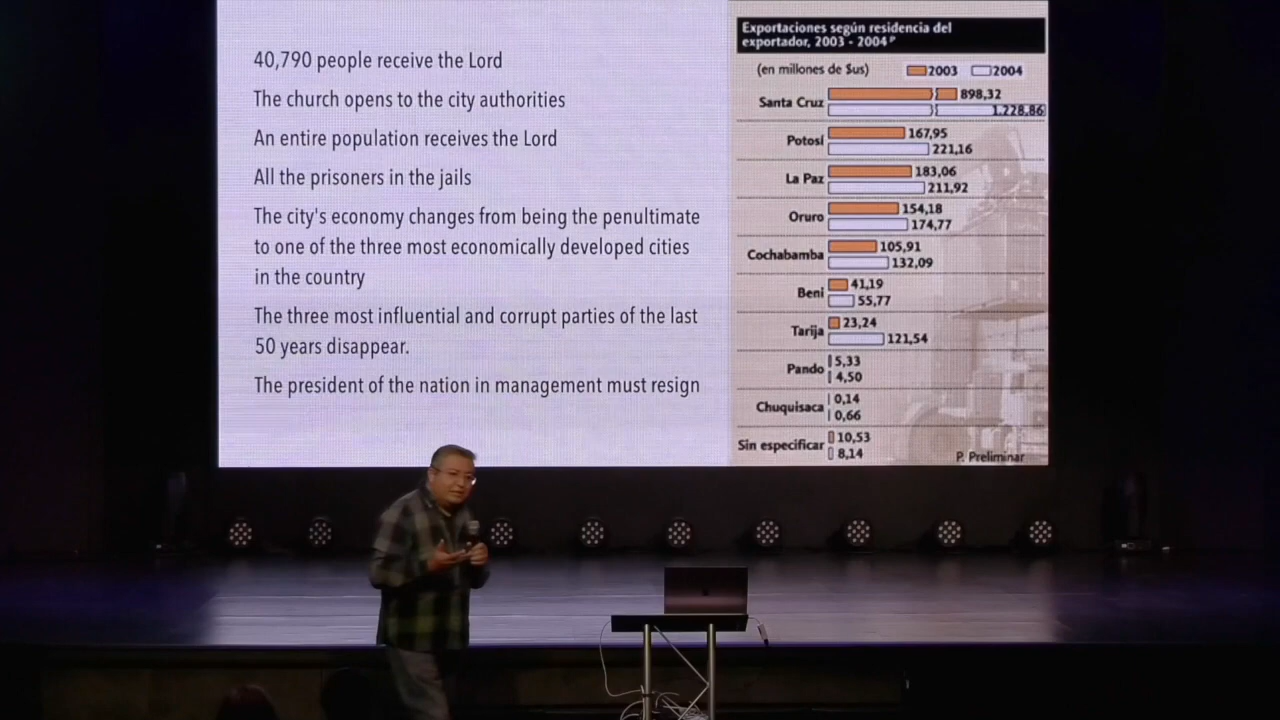 40,790 people receive the Lord
The church opens to the city authorities
An entire population receives the Lord
All the prisoners in the jails
The city's economy changes from being the penultimate
to one of the three most economically developed cities
in the country
The three most influential and corrupt parties of the last
50 years disappear.
The president of the nation in management must resign
Exportaciones según residencia del
exportador, 2003 - 2004 ᴾ
(en millones de $us) 2003 2004
Santa Cruz 898,32
1.228,86
Potosí 167,95
221,16
La Paz 183,06
211,92
Oruro 154,18
174,77
Cochabamba 105,91
132,09
Beni 41,19
55,77
Tarija 23,24
121,54
Pando 5,33
4,50
Chuquisaca 0,14
0,66
Sin especificar 10,53
8,14
P. Preliminar